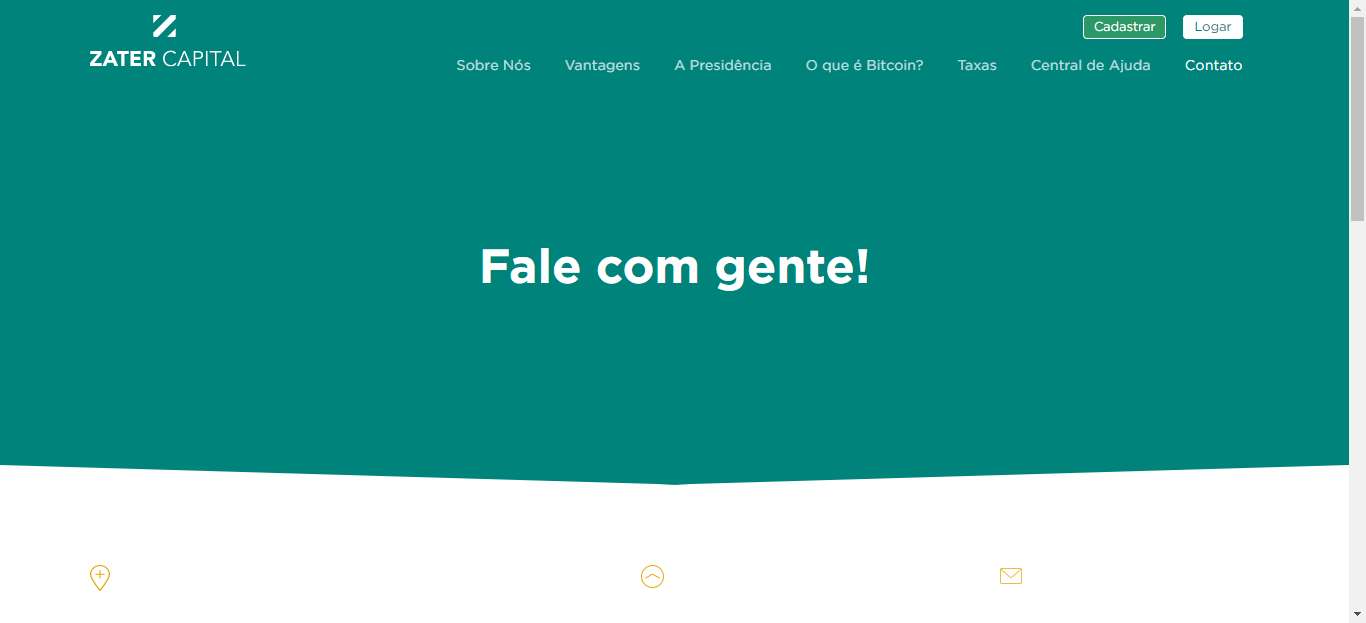 Cadastrar Logar
ZATER CAPITAL
Sobre Nós Vantagens A Presidência O que é Bitcoin? Taxas Central de Ajuda Contato
Fale com gente!